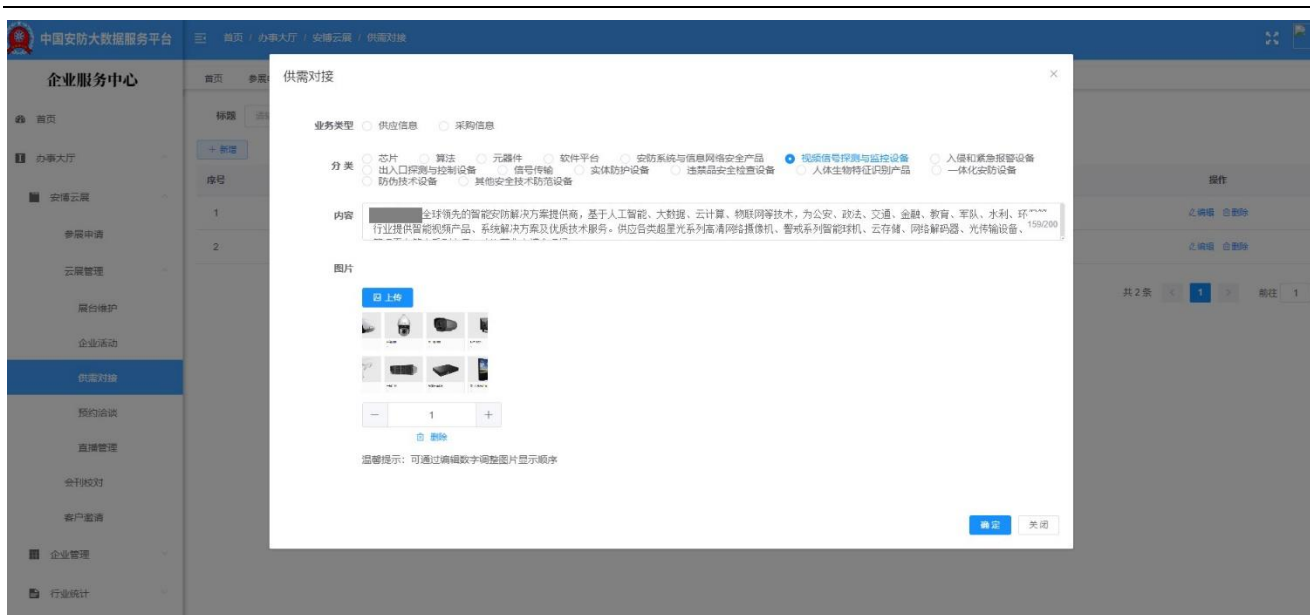 中国安防大数据服务平台
首页 / 办事大厅 / 安博云展 / 供需对接
企业服务中心
首页
办事大厅
安博云展
参展申请
云展管理
展台维护
企业活动
供需对接
预约洽谈
直播管理
会刊校对
客户邀请
企业管理
行业统计
首页 参展
标题
+ 新增
序号
1
2
操作
编辑 删除
编辑 删除
共2条 < 1 > 前往 1
供需对接 ×
业务类型 供应信息 采购信息
分类 芯片 算法 元器件 软件平台 安防系统与信息网络安全产品 视频信号探测与监控设备 入侵和紧急报警设备
出入口探测与控制设备 信号传输 实体防护设备 违禁品安全检查设备 人体生物特征识别产品 一体化安防设备
防伪技术设备 其他安全技术防范设备
内容 全球领先的智能安防解决方案提供商，基于人工智能、大数据、云计算、物联网等技术，为公安、政法、交通、金融、教育、军队、水利、环
行业提供智能视频产品、系统解决方案及优质技术服务。供应各类超星光系列高清网络摄像机、警戒系列智能球机、云存储、网络解码器、光传输设备、
159/200
图片
上传
− 1 +
删除
温馨提示：可通过编辑数字调整图片显示顺序
确定 关闭